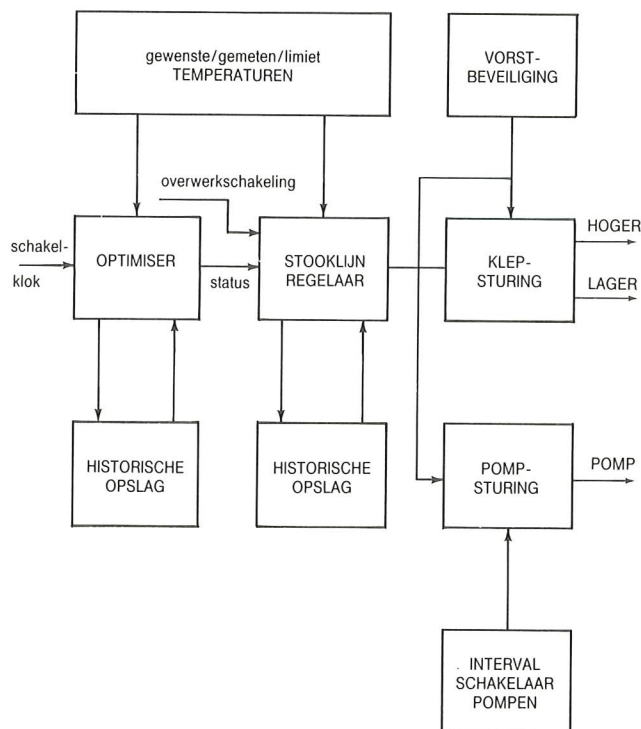 gewenste/gemeten/limiet
TEMPERATUREN
VORST-
BEVEILIGING
overwerkschakeling
schakel-
klok
OPTIMISER
status
STOOKLIJN
REGELAAR
KLEP-
STURING
HOGER
LAGER
HISTORISCHE
OPSLAG
HISTORISCHE
OPSLAG
POMP-
STURING
POMP
INTERVAL
SCHAKELAAR
POMPEN